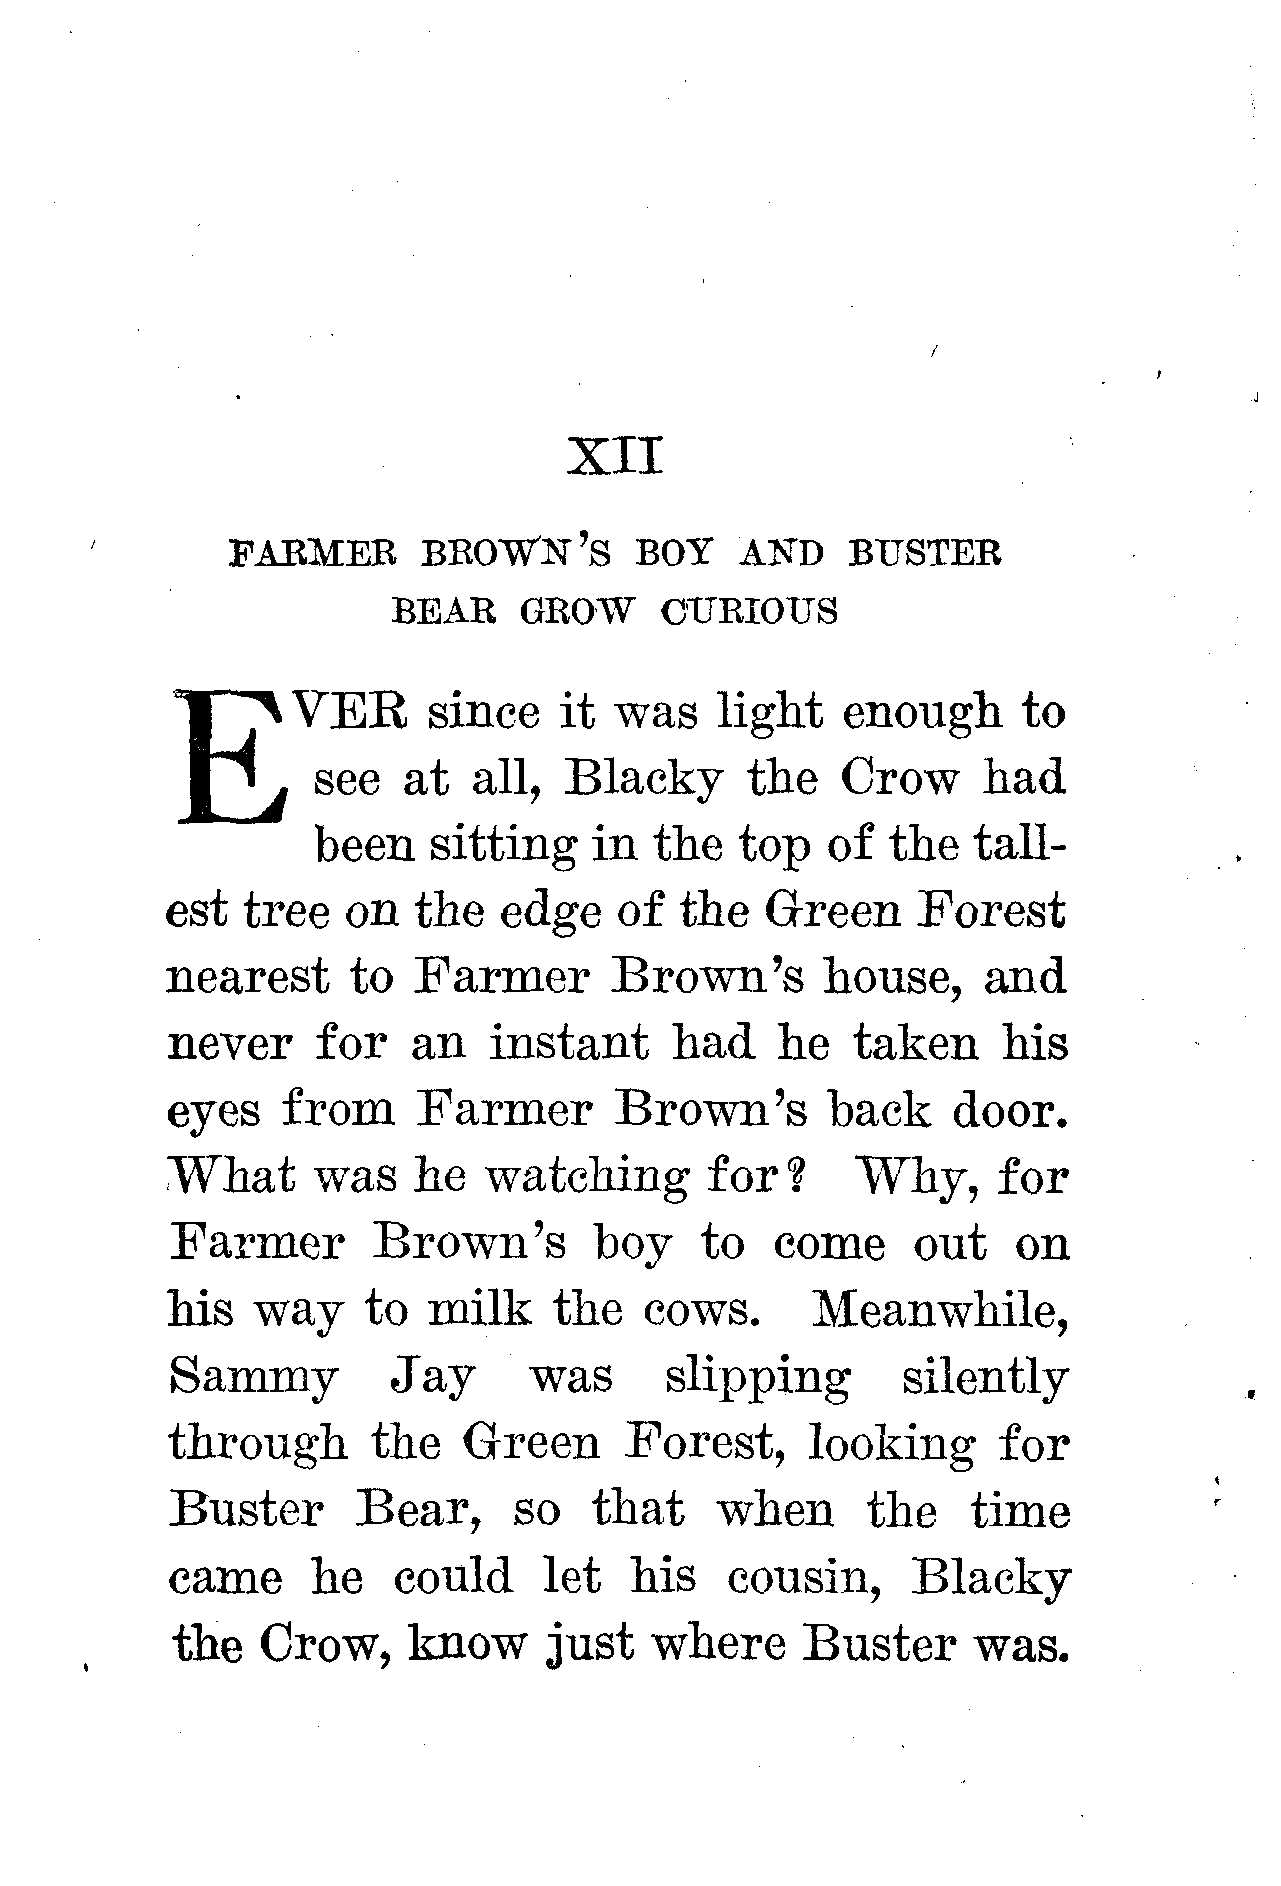 XII
FARMER BROWN'S BOY AND BUSTER
BEAR GROW CURIOUS
EVER since it was light enough to
see at all, Blacky the Crow had
been sitting in the top of the tall-
est tree on the edge of the Green Forest
nearest to Farmer Brown's house, and
never for an instant had he taken his
eyes from Farmer Brown's back door.
What was he watching for? Why, for
Farmer Brown's boy to come out on
his way to milk the cows. Meanwhile,
Sammy Jay was slipping silently
through the Green Forest, looking for
Buster Bear, so that when the time
came he could let his cousin, Blacky
the Crow, know just where Buster was.